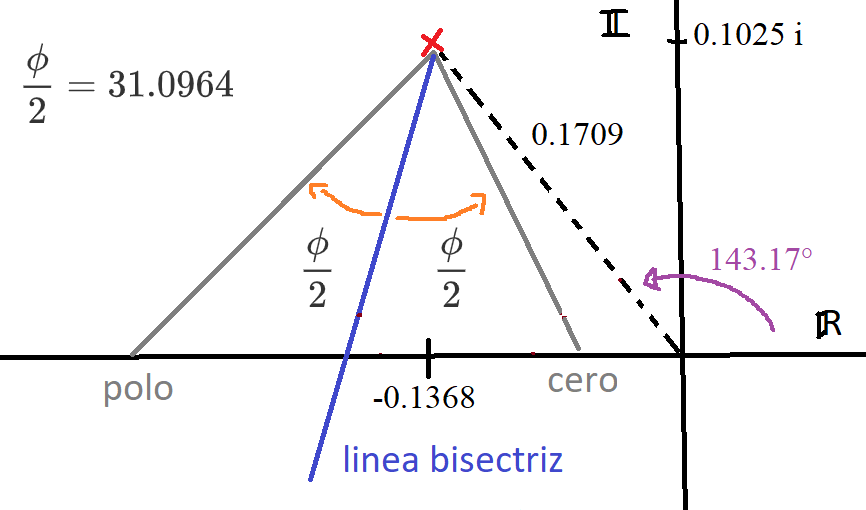 𝕀
0.1025 i
ϕ/2 = 31.0964
0.1709
143.17°
ϕ/2
ϕ/2
ℝ
polo
-0.1368
cero
linea bisectriz